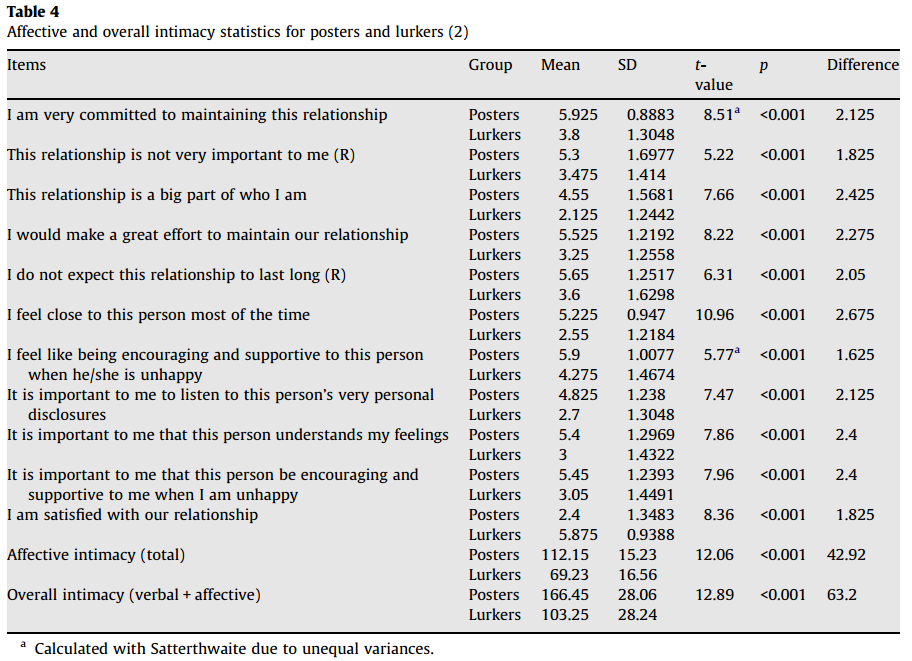 Table 4
Affective and overall intimacy statistics for posters and lurkers (2)
Items Group Mean SD t- p Difference
value
I am very committed to maintaining this relationship Posters 5.925 0.8883 8.51a <0.001 2.125
Lurkers 3.8 1.3048
This relationship is not very important to me (R) Posters 5.3 1.6977 5.22 <0.001 1.825
Lurkers 3.475 1.414
This relationship is a big part of who I am Posters 4.55 1.5681 7.66 <0.001 2.425
Lurkers 2.125 1.2442
I would make a great effort to maintain our relationship Posters 5.525 1.2192 8.22 <0.001 2.275
Lurkers 3.25 1.2558
I do not expect this relationship to last long (R) Posters 5.65 1.2517 6.31 <0.001 2.05
Lurkers 3.6 1.6298
I feel close to this person most of the time Posters 5.225 0.947 10.96 <0.001 2.675
Lurkers 2.55 1.2184
I feel like being encouraging and supportive to this person Posters 5.9 1.0077 5.77a <0.001 1.625
when he/she is unhappy Lurkers 4.275 1.4674
It is important to me to listen to this person's very personal Posters 4.825 1.238 7.47 <0.001 2.125
disclosures Lurkers 2.7 1.3048
It is important to me that this person understands my feelings Posters 5.4 1.2969 7.86 <0.001 2.4
Lurkers 3 1.4322
It is important to me that this person be encouraging and Posters 5.45 1.2393 7.96 <0.001 2.4
supportive to me when I am unhappy Lurkers 3.05 1.4491
I am satisfied with our relationship Posters 2.4 1.3483 8.36 <0.001 1.825
Lurkers 5.875 0.9388
Affective intimacy (total) Posters 112.15 15.23 12.06 <0.001 42.92
Lurkers 69.23 16.56
Overall intimacy (verbal + affective) Posters 166.45 28.06 12.89 <0.001 63.2
Lurkers 103.25 28.24
a Calculated with Satterthwaite due to unequal variances.